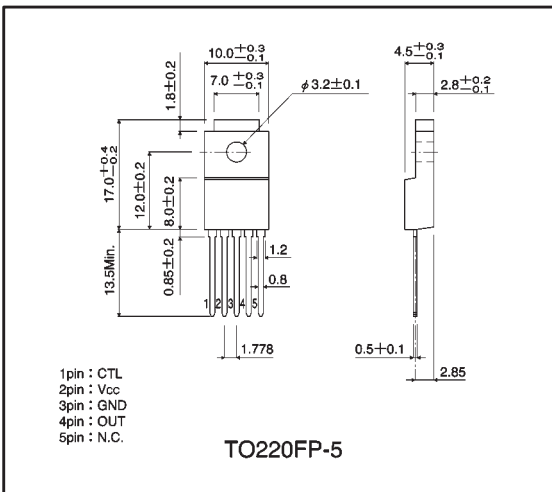 10.0+0.3−0.1
7.0+0.3−0.1
φ3.2±0.1
4.5+0.3−0.1
2.8+0.2−0.1
1.8±0.2
17.0+0.4−0.2
12.0±0.2
8.0±0.2
0.85±0.2
13.5Min.
1.2
0.8
1 2 3 4 5
1.778
0.5+0.1
2.85
1pin : CTL
2pin : Vcc
3pin : GND
4pin : OUT
5pin : N.C.
TO220FP-5